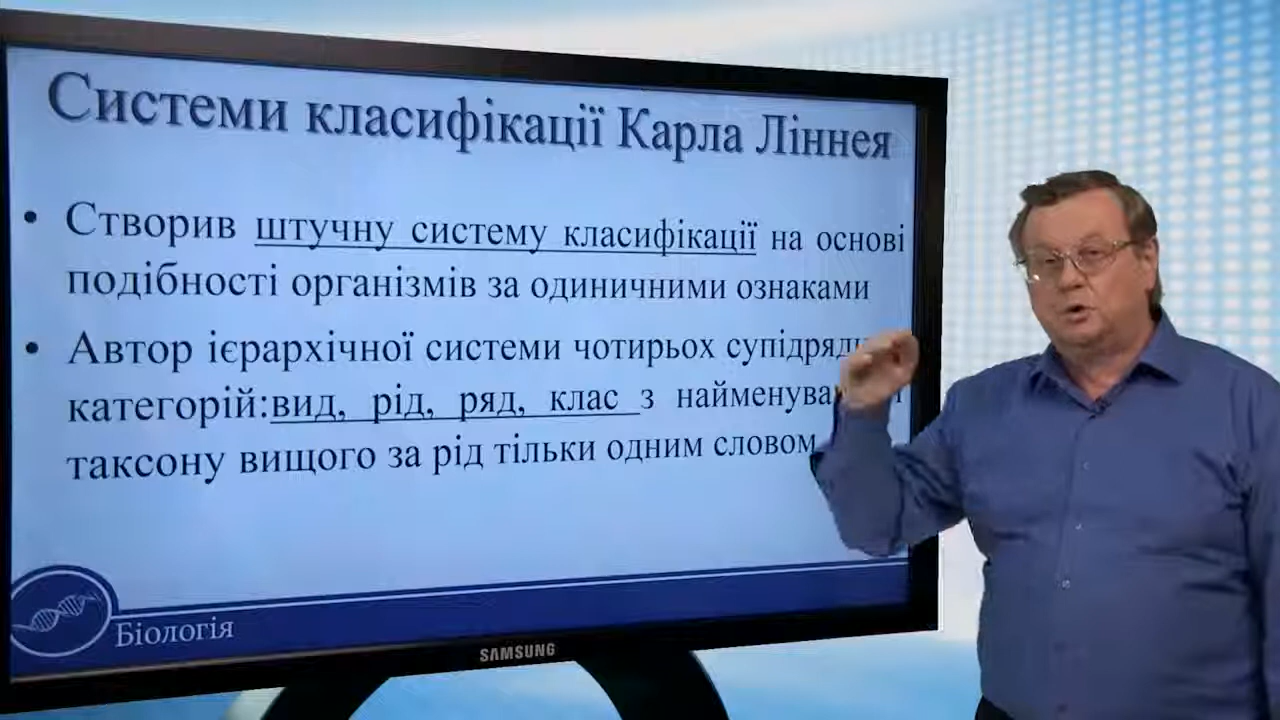 Системи класифікації Карла Ліннея
• Створив штучну систему класифікації на основі
подібності організмів за одиничними ознаками
• Автор ієрархічної системи чотирьох
категорій:вид, рід, ряд, клас з
таксону вищого за рід тільки одним словом
Біологія
SAMSUNG